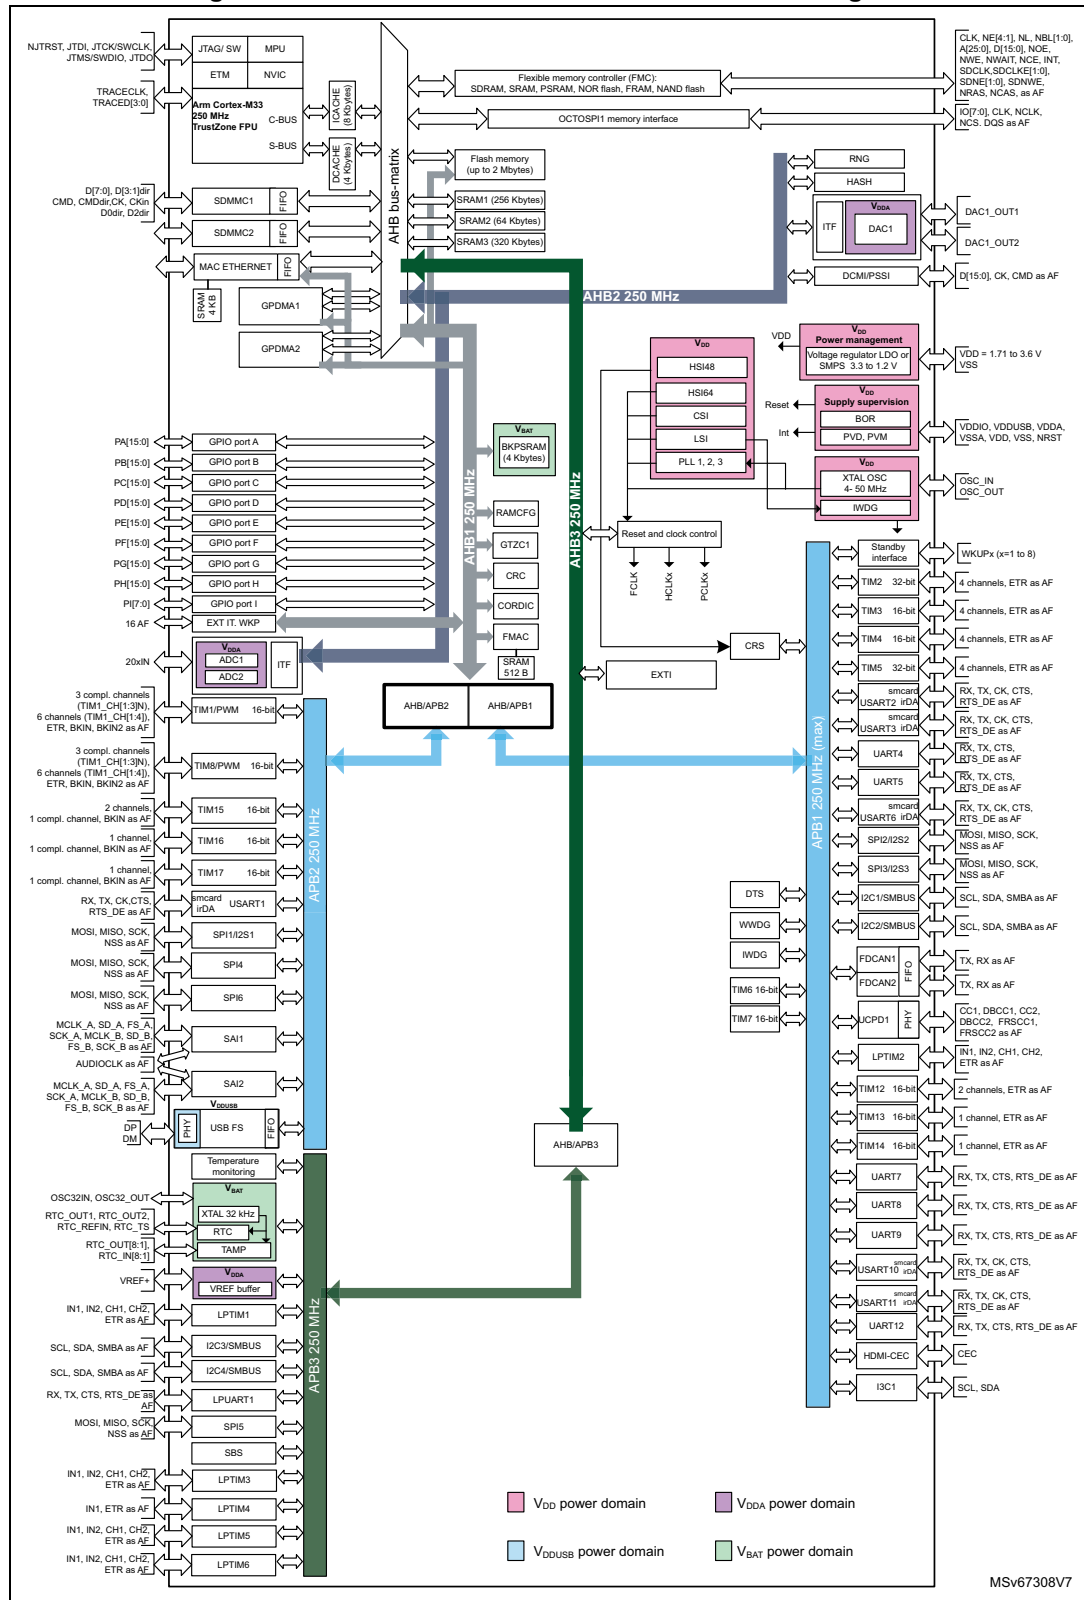 NJTRST, JTDI, JTCK/SWCLK,
JTMS/SWDIO, JTDO
TRACECLK,
TRACED[3:0]
JTAG/ SW
MPU
ETM
NVIC
Arm Cortex-M33
250 MHz
TrustZone FPU
C-BUS
S-BUS
ICACHE
(8 Kbytes)
DCACHE
(4 Kbytes)
AHB bus-matrix
Flexible memory controller (FMC):
SDRAM, SRAM, PSRAM, NOR flash, FRAM, NAND flash
OCTOSPI1 memory interface
CLK, NE[4:1], NL, NBL[1:0],
A[25:0], D[15:0], NOE,
NWE, NWAIT, NCE, INT,
SDCLK,SDCLKE[1:0],
SDNE[1:0], SDNWE,
NRAS, NCAS, as AF
IO[7:0], CLK, NCLK,
NCS. DQS as AF
Flash memory
(up to 2 Mbytes)
SRAM1 (256 Kbytes)
SRAM2 (64 Kbytes)
SRAM3 (320 Kbytes)
RNG
HASH
ITF
VDDA
DAC1
DAC1_OUT1
DAC1_OUT2
DCMI/PSSI
D[15:0], CK, CMD as AF
D[7:0], D[3:1]dir
CMD, CMDdir,CK, CKin
D0dir, D2dir
SDMMC1
FIFO
SDMMC2
FIFO
MAC ETHERNET
FIFO
SRAM
4 KB
GPDMA1
GPDMA2
AHB2 250 MHz
AHB1 250 MHz
AHB3 250 MHz
VDD
HSI48
HSI64
CSI
LSI
PLL 1, 2, 3
VDD
VDD
Power management
Voltage regulator LDO or
SMPS 3.3 to 1.2 V
VDD = 1.71 to 3.6 V
VSS
VDD
Supply supervision
BOR
PVD, PVM
Reset
Int
VDDIO, VDDUSB, VDDA,
VSSA, VDD, VSS, NRST
VDD
XTAL OSC
4- 50 MHz
IWDG
OSC_IN
OSC_OUT
Reset and clock control
FCLK
HCLKx
PCLKx
Standby
interface
WKUPx (x=1 to 8)
PA[15:0]
GPIO port A
PB[15:0]
GPIO port B
PC[15:0]
GPIO port C
PD[15:0]
GPIO port D
PE[15:0]
GPIO port E
PF[15:0]
GPIO port F
PG[15:0]
GPIO port G
PH[15:0]
GPIO port H
PI[7:0]
GPIO port I
16 AF
EXT IT. WKP
20xIN
VDDA
ADC1
ADC2
ITF
VBAT
BKPSRAM
(4 Kbytes)
RAMCFG
GTZC1
CRC
CORDIC
FMAC
SRAM
512 B
CRS
EXTI
AHB/APB2
AHB/APB1
APB2 250 MHz
APB1 250 MHz (max)
3 compl. channels
(TIM1_CH[1:3]N),
6 channels (TIM1_CH[1:4]),
ETR, BKIN, BKIN2 as AF
TIM1/PWM 16-bit
3 compl. channels
(TIM1_CH[1:3]N),
6 channels (TIM1_CH[1:4]),
ETR, BKIN, BKIN2 as AF
TIM8/PWM 16-bit
2 channels,
1 compl. channel, BKIN as AF
TIM15 16-bit
1 channel,
1 compl. channel, BKIN as AF
TIM16 16-bit
1 channel,
1 compl. channel, BKIN as AF
TIM17 16-bit
RX, TX, CK,CTS,
RTS_DE as AF
smcard
irDA USART1
MOSI, MISO, SCK,
NSS as AF
SPI1/I2S1
MOSI, MISO, SCK,
NSS as AF
SPI4
MOSI, MISO, SCK,
NSS as AF
SPI6
MCLK_A, SD_A, FS_A,
SCK_A, MCLK_B, SD_B,
FS_B, SCK_B as AF
SAI1
AUDIOCLK as AF
MCLK_A, SD_A, FS_A,
SCK_A, MCLK_B, SD_B,
FS_B, SCK_B as AF
SAI2
DP
DM
VDDUSB
PHY
USB FS
FIFO
TIM2 32-bit
4 channels, ETR as AF
TIM3 16-bit
4 channels, ETR as AF
TIM4 16-bit
4 channels, ETR as AF
TIM5 32-bit
4 channels, ETR as AF
smcard
USART2 irDA
RX, TX, CK, CTS,
RTS_DE as AF
smcard
USART3 irDA
RX, TX, CK, CTS,
RTS_DE as AF
UART4
RX, TX, CTS,
RTS_DE as AF
UART5
RX, TX, CTS,
RTS_DE as AF
smcard
USART6 irDA
RX, TX, CK, CTS,
RTS_DE as AF
SPI2/I2S2
MOSI, MISO, SCK,
NSS as AF
SPI3/I2S3
MOSI, MISO, SCK,
NSS as AF
DTS
I2C1/SMBUS
SCL, SDA, SMBA as AF
WWDG
I2C2/SMBUS
SCL, SDA, SMBA as AF
IWDG
FDCAN1
FDCAN2
FIFO
TX, RX as AF
TX, RX as AF
TIM6 16-bit
TIM7 16-bit
UCPD1
PHY
CC1, DBCC1, CC2,
DBCC2, FRSCC1,
FRSCC2 as AF
LPTIM2
IN1, IN2, CH1, CH2,
ETR as AF
TIM12 16-bit
2 channels, ETR as AF
TIM13 16-bit
1 channel, ETR as AF
TIM14 16-bit
1 channel, ETR as AF
UART7
RX, TX, CTS, RTS_DE as AF
UART8
RX, TX, CTS, RTS_DE as AF
UART9
RX, TX, CTS, RTS_DE as AF
smcard
USART10 irDA
RX, TX, CK, CTS,
RTS_DE as AF
smcard
USART11 irDA
RX, TX, CK, CTS,
RTS_DE as AF
UART12
RX, TX, CTS, RTS_DE as AF
HDMI-CEC
CEC
I3C1
SCL, SDA
AHB/APB3
APB3 250 MHz
Temperature
monitoring
OSC32IN, OSC32_OUT
RTC_OUT1, RTC_OUT2,
RTC_REFIN, RTC_TS
RTC_OUT[8:1],
RTC_IN[8:1]
VBAT
XTAL 32 kHz
RTC
TAMP
VREF+
VDDA
VREF buffer
IN1, IN2, CH1, CH2,
ETR as AF
LPTIM1
SCL, SDA, SMBA as AF
I2C3/SMBUS
SCL, SDA, SMBA as AF
I2C4/SMBUS
RX, TX, CTS, RTS_DE as
AF
LPUART1
MOSI, MISO, SCK,
NSS as AF
SPI5
SBS
IN1, IN2, CH1, CH2,
ETR as AF
LPTIM3
IN1, ETR as AF
LPTIM4
IN1, IN2, CH1, CH2,
ETR as AF
LPTIM5
IN1, IN2, CH1, CH2,
ETR as AF
LPTIM6
VDD power domain
VDDA power domain
VDDUSB power domain
VBAT power domain
MSv67308V7